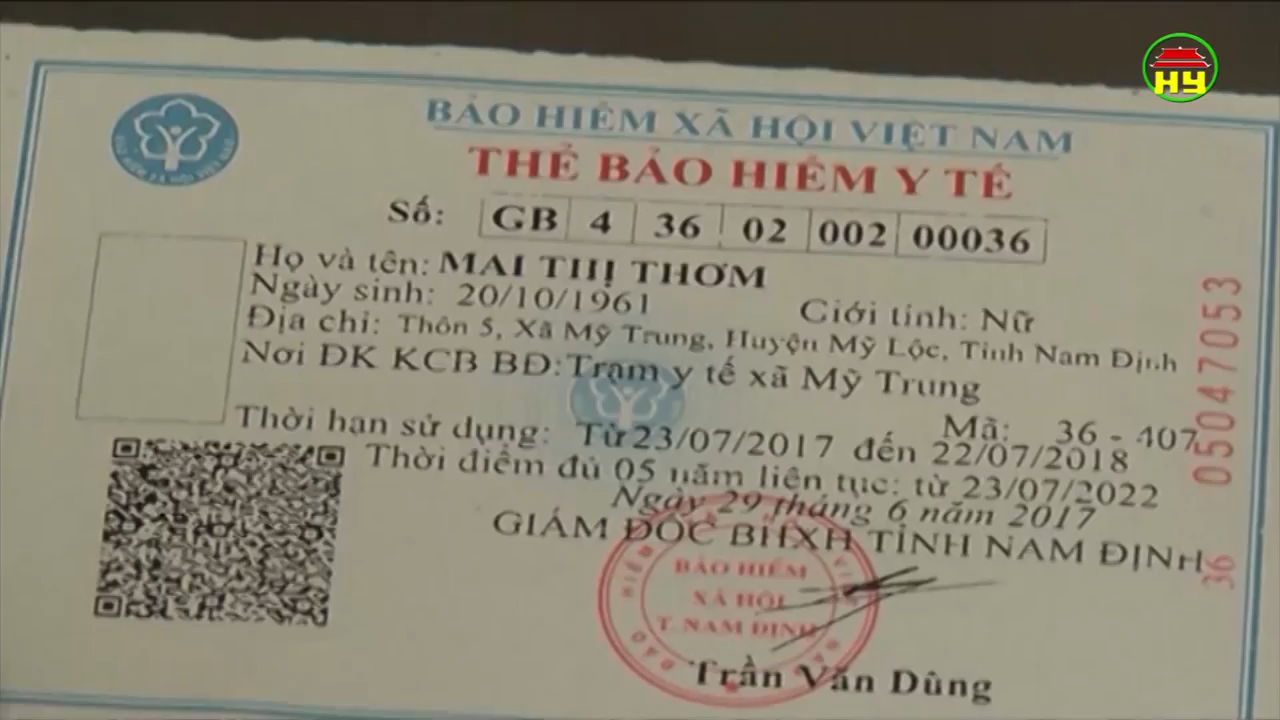 HY
BẢO HIỂM XÃ HỘI VIỆT NAM
THẺ BẢO HIỂM Y TẾ
Số: GB 4 36 02 002 00036
Họ và tên: MAI THỊ THƠM
Ngày sinh: 20/10/1961 Giới tính: Nữ
Địa chỉ: Thôn 5, Xã Mỹ Trung, Huyện Mỹ Lộc, Tỉnh Nam Định
Nơi ĐK KCB BĐ: Trạm y tế xã Mỹ Trung
Mã: 36 - 407
Thời hạn sử dụng: Từ 23/07/2017 đến 22/07/2018
Thời điểm đủ 05 năm liên tục: từ 23/07/2022
Ngày 29 tháng 6 năm 2017
GIÁM ĐỐC BHXH TỈNH NAM ĐỊNH
BẢO HIỂM
XÃ HỘI
T. NAM ĐỊNH
Trần Văn Dũng
36 05047053